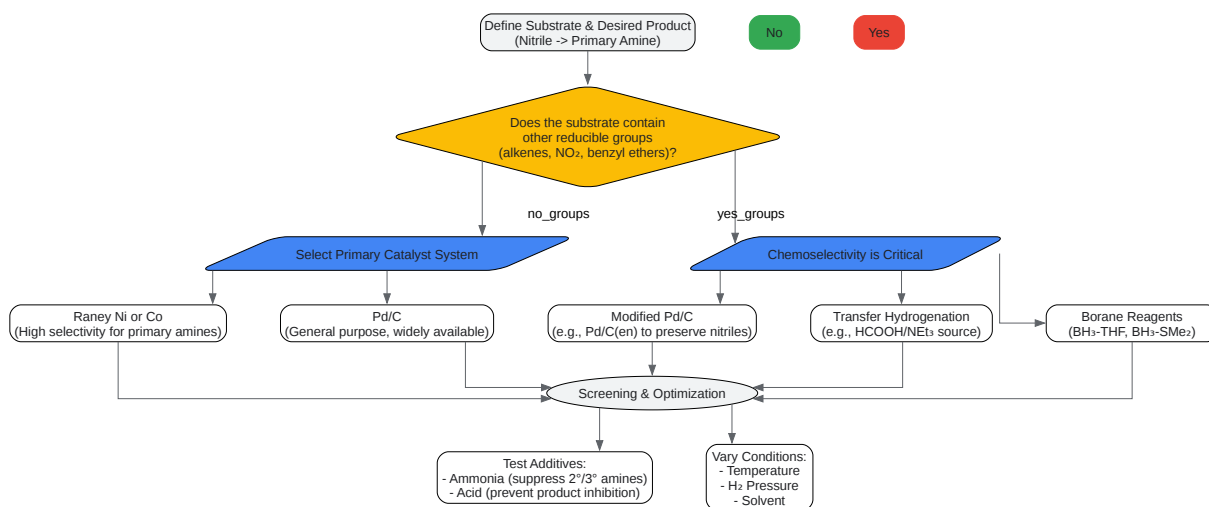 Define Substrate & Desired Product
(Nitrile -> Primary Amine)
No
Yes
Does the substrate contain
other reducible groups
(alkenes, NO₂, benzyl ethers)?
no_groups
yes_groups
Select Primary Catalyst System
Chemoselectivity is Critical
Raney Ni or Co
(High selectivity for primary amines)
Pd/C
(General purpose, widely available)
Modified Pd/C
(e.g., Pd/C(en) to preserve nitriles)
Transfer Hydrogenation
(e.g., HCOOH/NEt₃ source)
Borane Reagents
(BH₃-THF, BH₃-SMe₂)
Screening & Optimization
Test Additives:
- Ammonia (suppress 2°/3° amines)
- Acid (prevent product inhibition)
Vary Conditions:
- Temperature
- H₂ Pressure
- Solvent